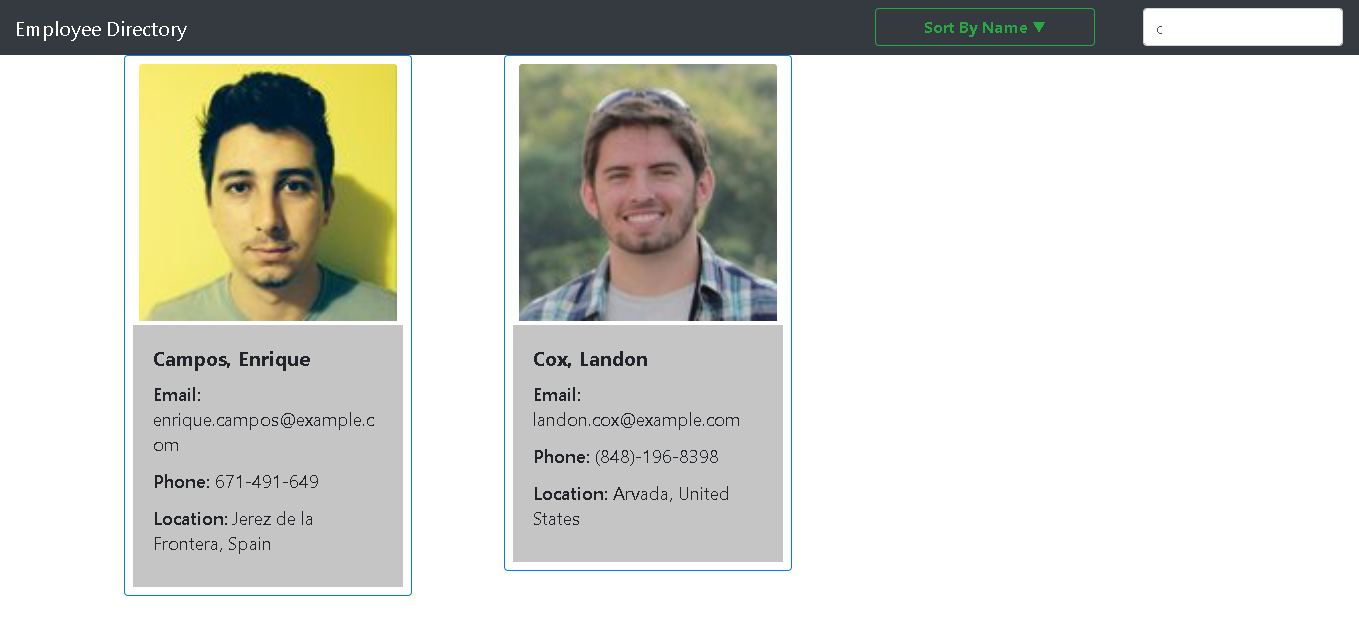 Employee Directory
Sort By Name ▼
c
Campos, Enrique
Email:
enrique.campos@example.c
om
Phone: 671-491-649
Location: Jerez de la
Frontera, Spain
Cox, Landon
Email:
landon.cox@example.com
Phone: (848)-196-8398
Location: Arvada, United
States